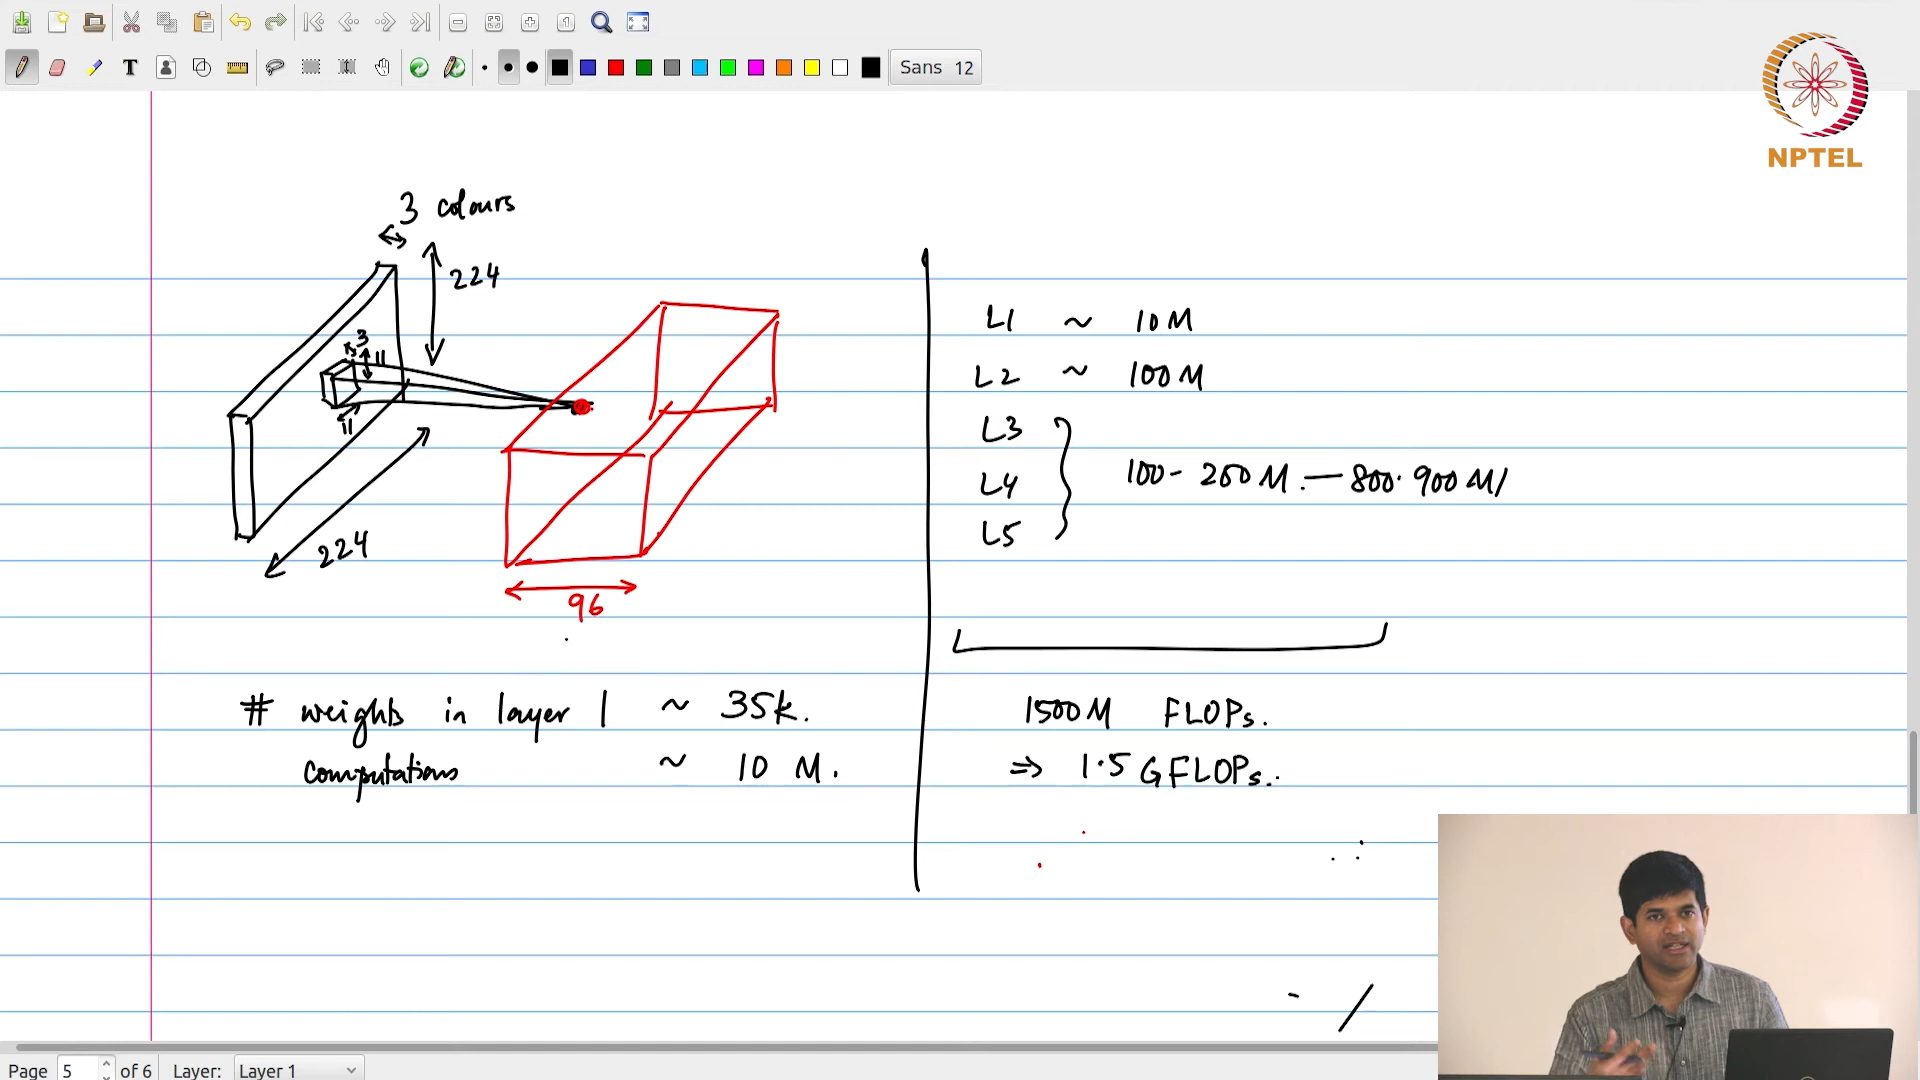 Sans 12
NPTEL
3 colours
224
3
11
11
224
96
# weights in layer 1 ~ 35k.
computations ~ 10 M.
L1 ~ 10M
L2 ~ 100M
L3
L4
L5
100- 200M. — 800-900M/
1500M FLOPs.
⇒ 1.5 GFLOPs.
Page 5 of 6 Layer: Layer 1